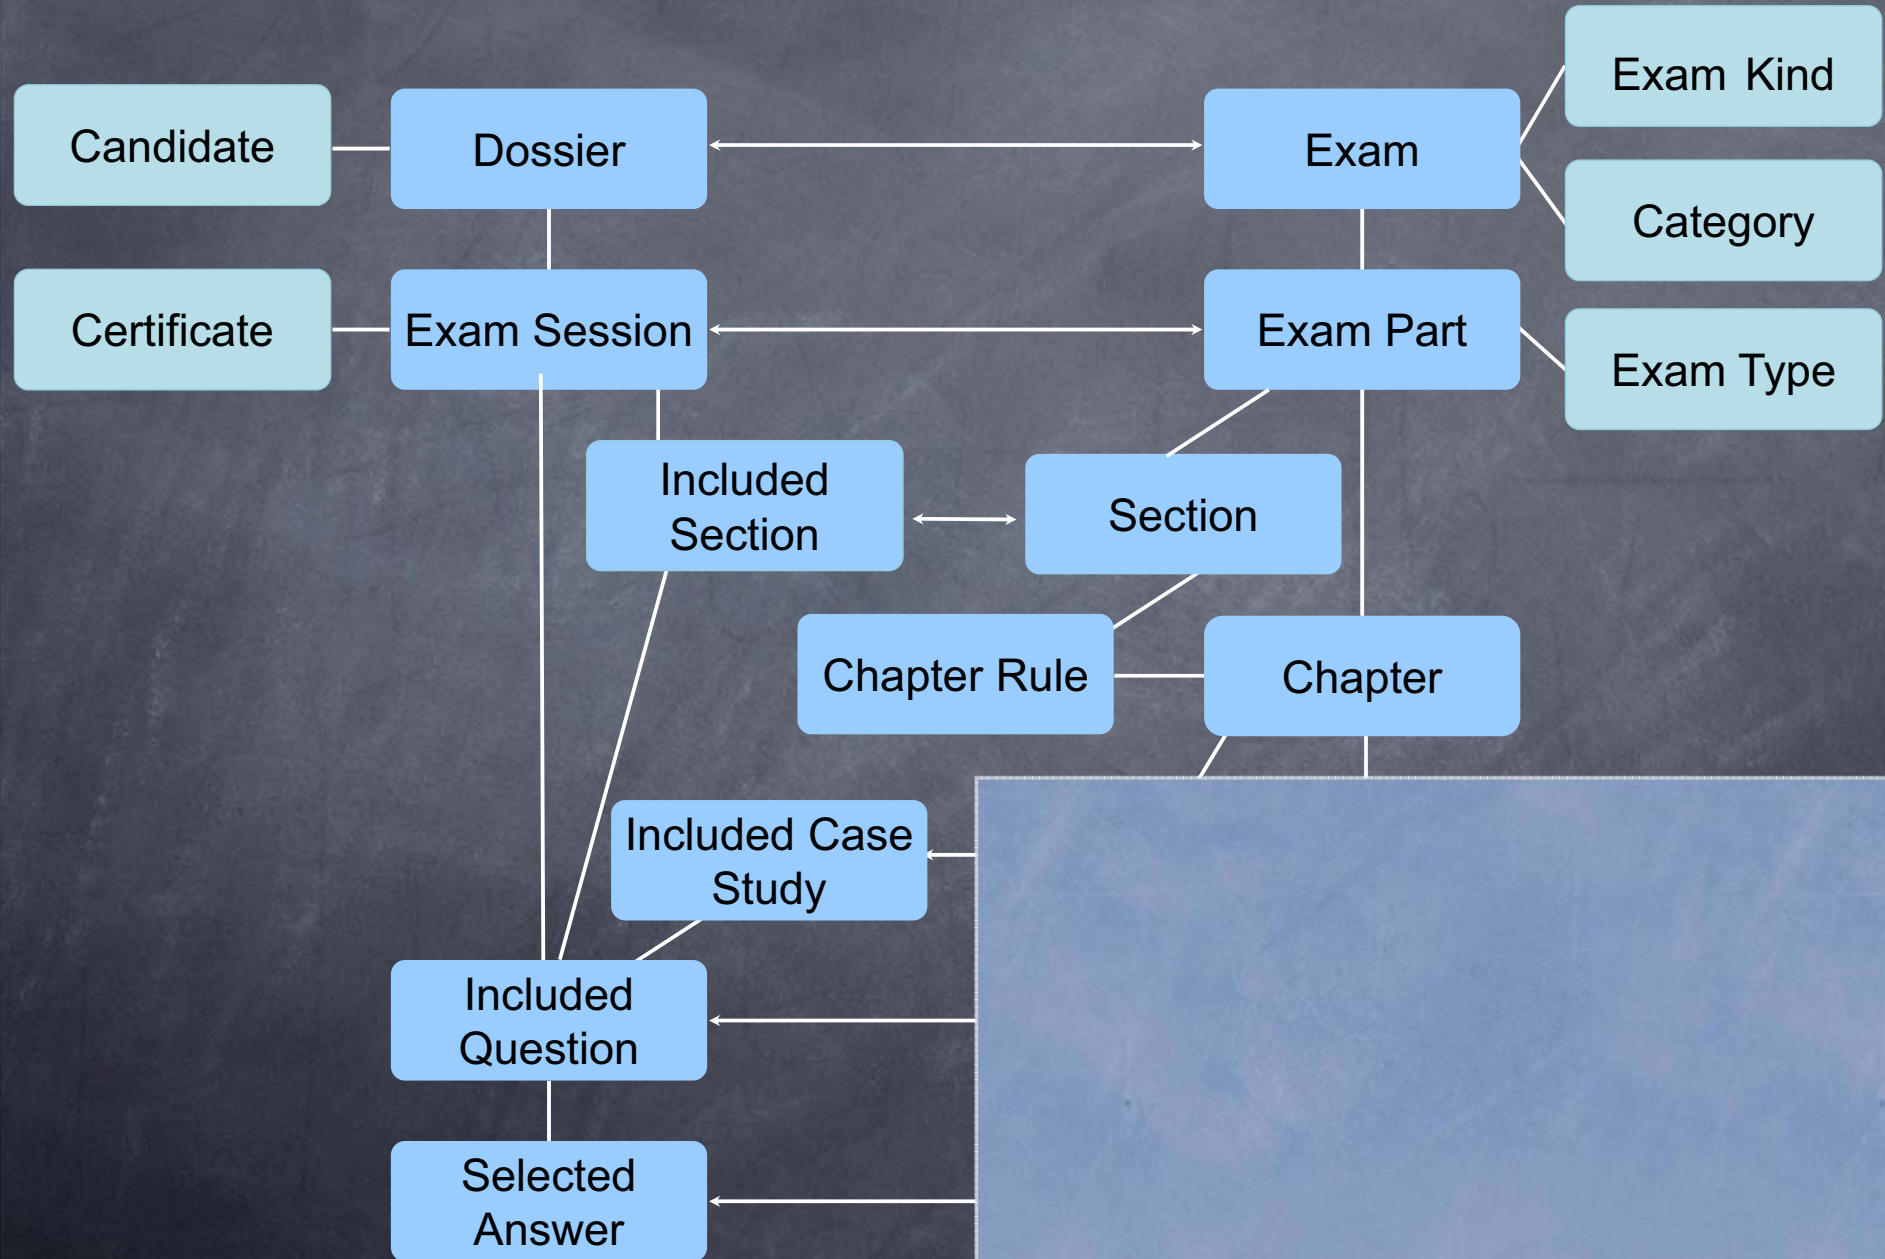 Exam Kind
Candidate
Dossier
Exam
Category
Certificate
Exam Session
Exam Part
Exam Type
Included
Section
Section
Chapter Rule
Chapter
Included Case
Study
Included
Question
Selected
Answer